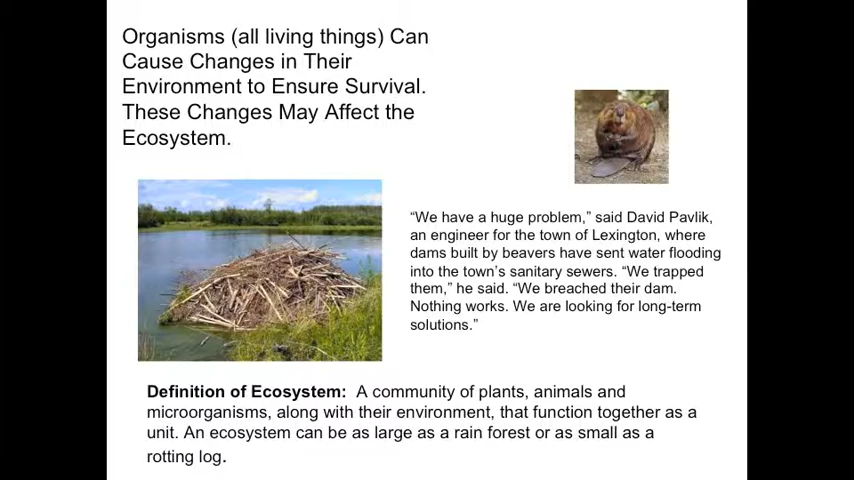 Organisms (all living things) Can
Cause Changes in Their
Environment to Ensure Survival.
These Changes May Affect the
Ecosystem.
“We have a huge problem,” said David Pavlik,
an engineer for the town of Lexington, where
dams built by beavers have sent water flooding
into the town’s sanitary sewers. “We trapped
them,” he said. “We breached their dam.
Nothing works. We are looking for long-term
solutions.”
Definition of Ecosystem: A community of plants, animals and
microorganisms, along with their environment, that function together as a
unit. An ecosystem can be as large as a rain forest or as small as a
rotting log.